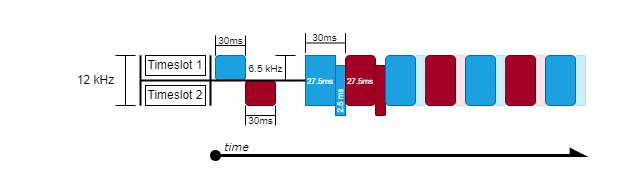 30ms
30ms
Timeslot 1
6.5 kHz
12 kHz
27.5ms
27.5ms
Timeslot 2
2.5 ms
30ms
time